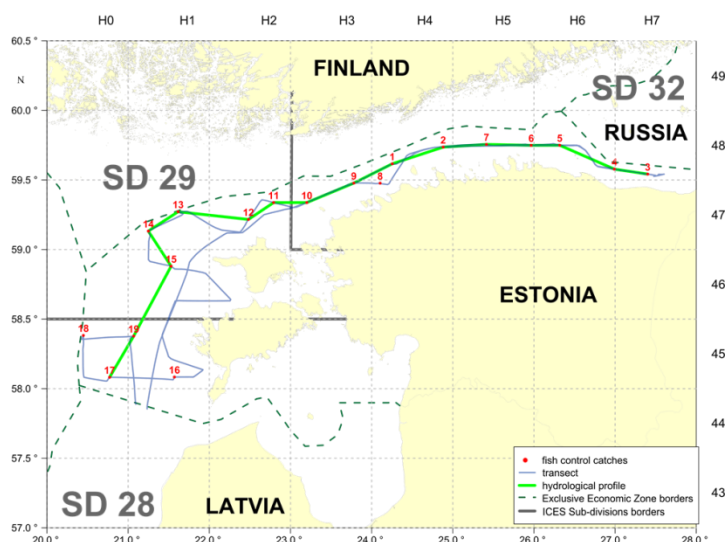 H0 H1 H2 H3 H4 H5 H6 H7
60.5 °
N
FINLAND
49
SD 32
60.0 °
RUSSIA
2 7 6 5
48
1
4
3
59.5 °
9 8
SD 29
11 10
13
12
47
14
59.0 °
15
46
ESTONIA
58.5 °
18 19
45
17 16
58.0 °
44
57.5 °
fish control catches
transect
43
hydrological profile
SD 28
LATVIA
Exclusive Economic Zone borders
ICES Sub-divisions borders
57.0 °
20.0 ° 21.0 ° 22.0 ° 23.0 ° 24.0 ° 25.0 ° 26.0 ° 27.0 ° 28.0 °